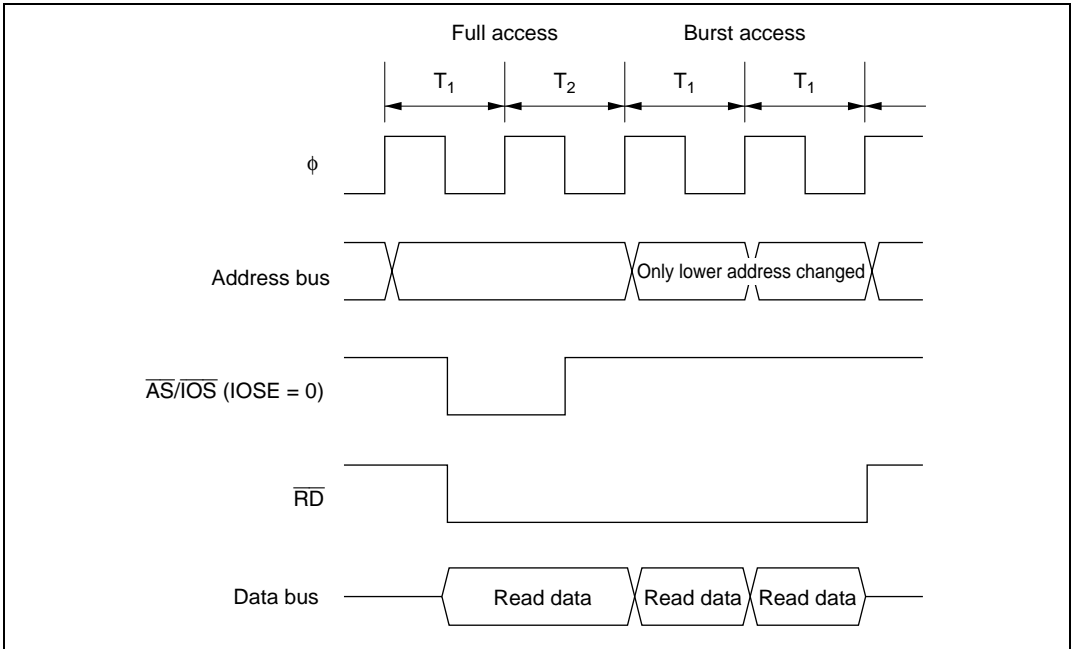 Full access Burst access
T1 T2 T1 T1
ϕ
Address bus Only lower address changed
AS/IOS (IOSE = 0)
RD
Data bus Read data Read data Read data